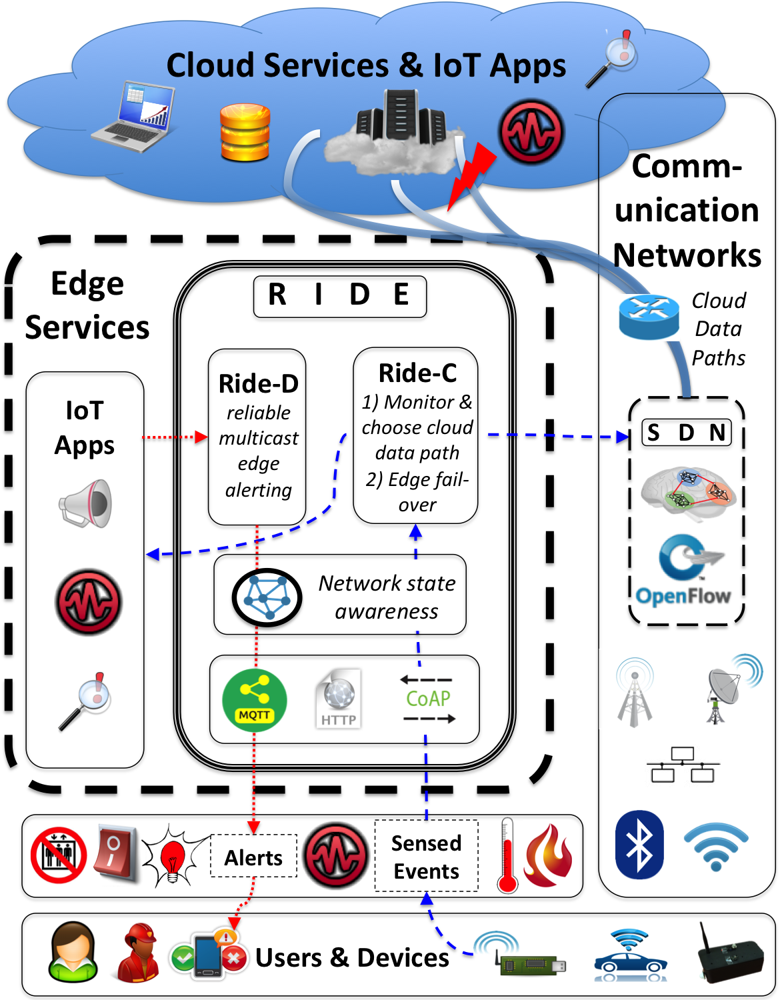 Cloud Services & IoT Apps
Comm-
unication
Networks
Cloud
Data
Paths
Edge
Services
R I D E
IoT
Apps
Ride-D
reliable
multicast
edge
alerting
Ride-C
1) Monitor &
choose cloud
data path
2) Edge fail-
over
S D N
OpenFlow
TM
Network state
awareness
MQTT
HTTP
CoAP
Alerts
Sensed
Events
Users & Devices